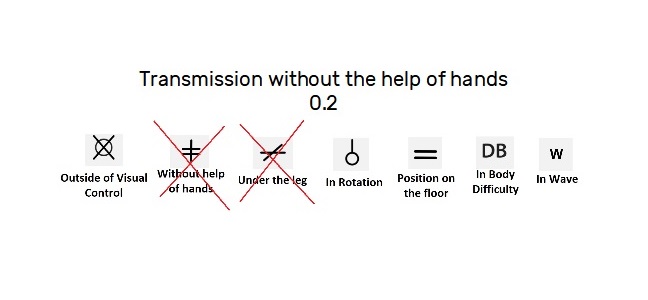 Transmission without the help of hands
0.2
DB
W
Outside of Visual
Control
Without help
of hands
Under the leg
In Rotation
Position on
the floor
In Body
Difficulty
In Wave